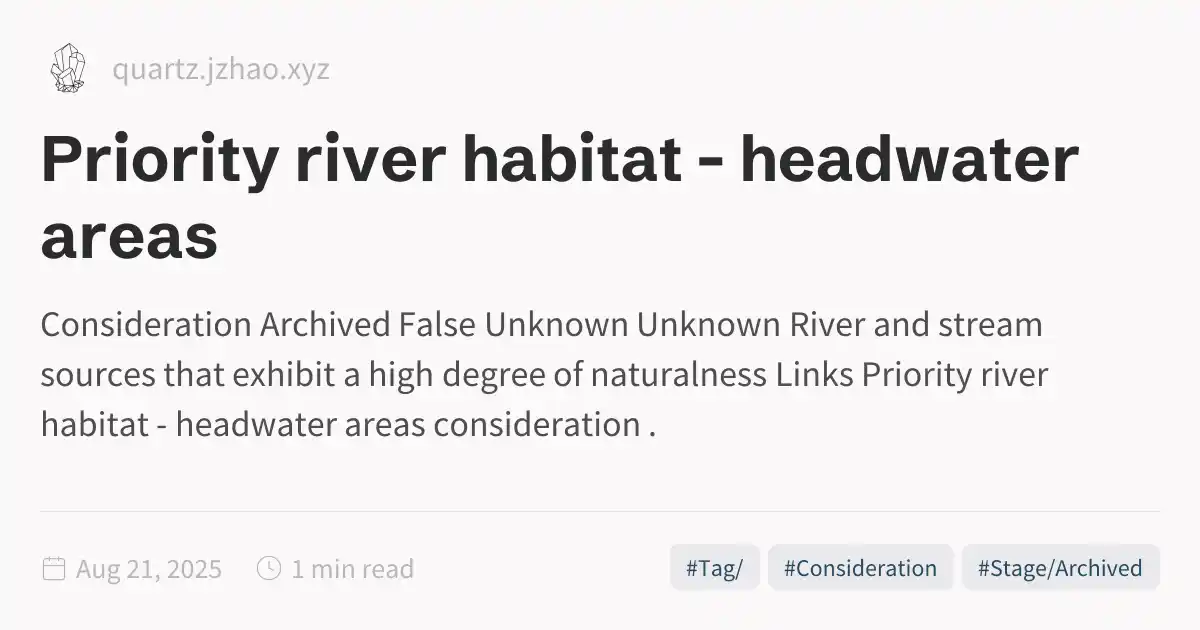 quartz.jzhao.xyz
Priority river habitat - headwater
areas
Consideration Archived False Unknown Unknown River and stream
sources that exhibit a high degree of naturalness Links Priority river
habitat - headwater areas consideration .
Aug 21, 2025 1 min read #Tag/ #Consideration #Stage/Archived